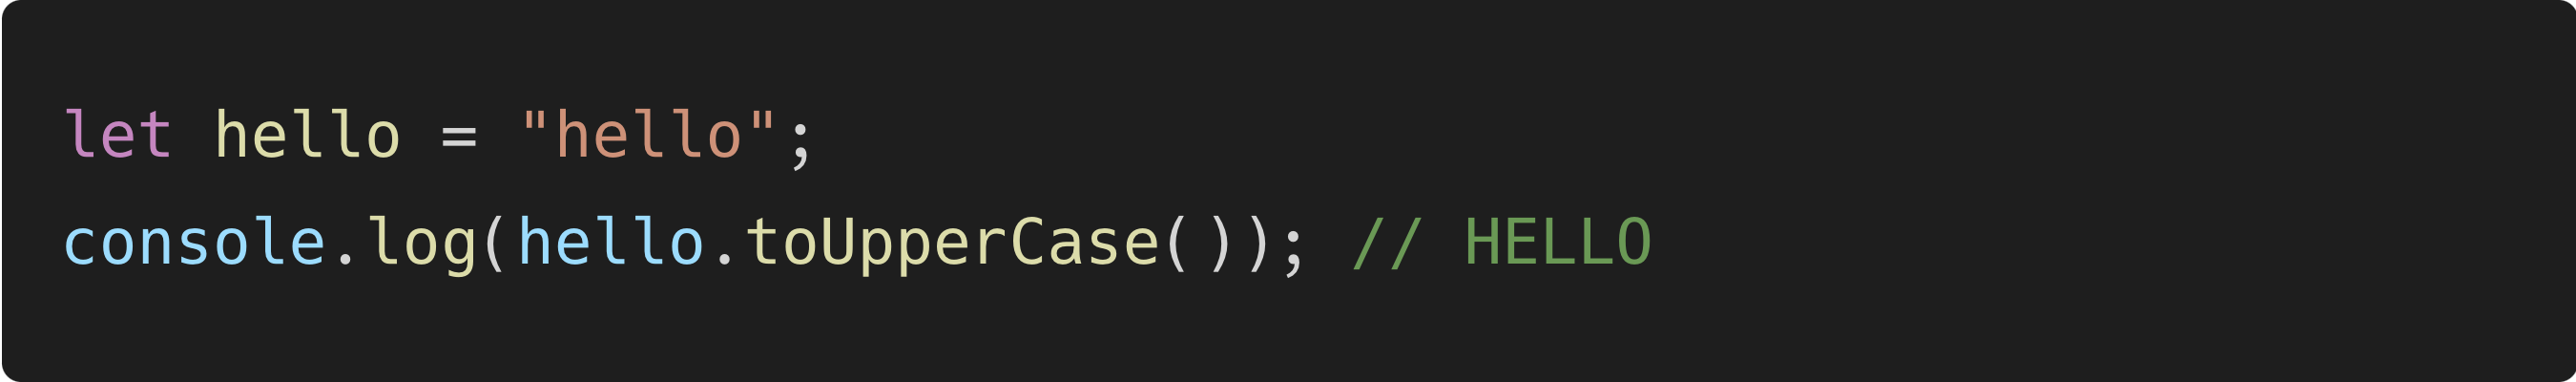 let hello = "hello";
console.log(hello.toUpperCase()); // HELLO